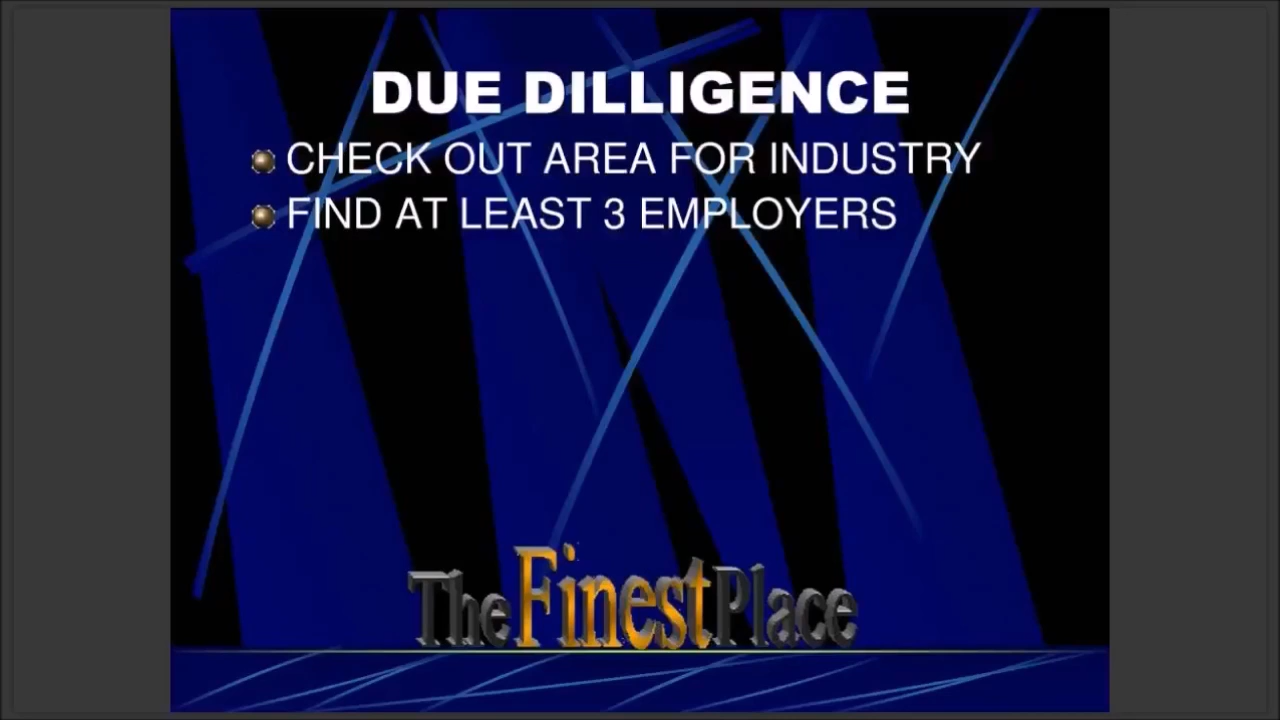 DUE DILLIGENCE
CHECK OUT AREA FOR INDUSTRY
FIND AT LEAST 3 EMPLOYERS
TheFinestPlace